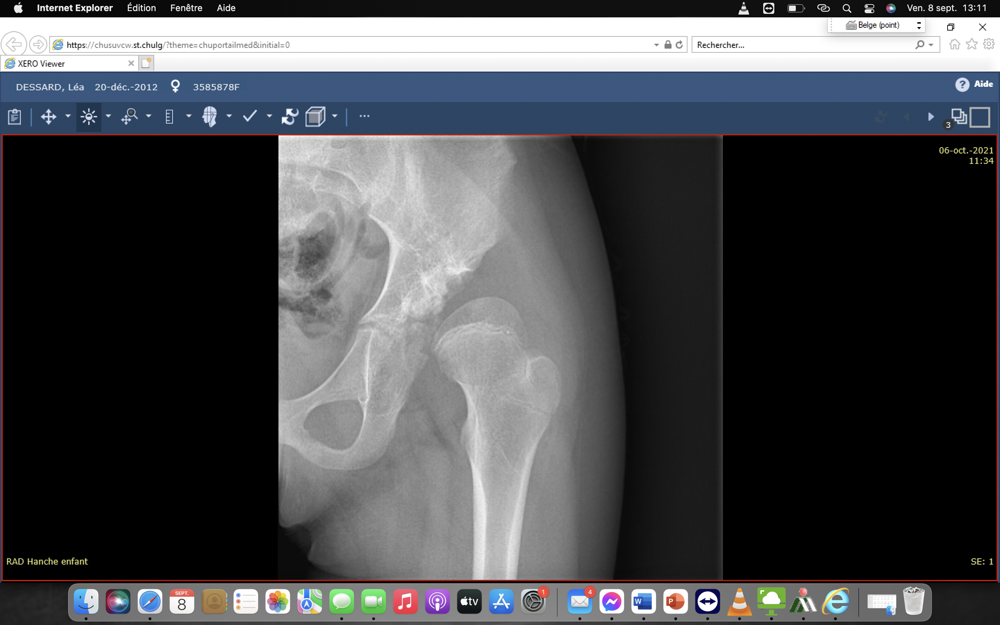 Internet Explorer Édition Fenêtre Aide Ven. 8 sept. 13:11
Belge (point)
https://chusuvcw.st.chulg/?theme=chuportailmed&initial=0 Rechercher...
XERO Viewer
DESSARD, Léa 20-déc.-2012 ♀ 3585878F ? Aide
3
06-oct.-2021
11:34
RAD Hanche enfant SE: 1
SEPT.
8
tv
1
4
W
P